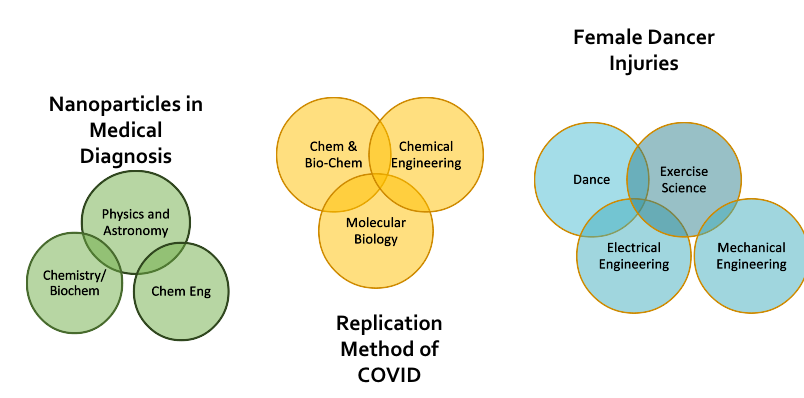 Nanoparticles in
Medical
Diagnosis
Physics and
Astronomy
Chemistry/
Biochem
Chem Eng
Chem &
Bio-Chem
Chemical
Engineering
Molecular
Biology
Replication
Method of
COVID
Female Dancer
Injuries
Dance
Exercise
Science
Electrical
Engineering
Mechanical
Engineering